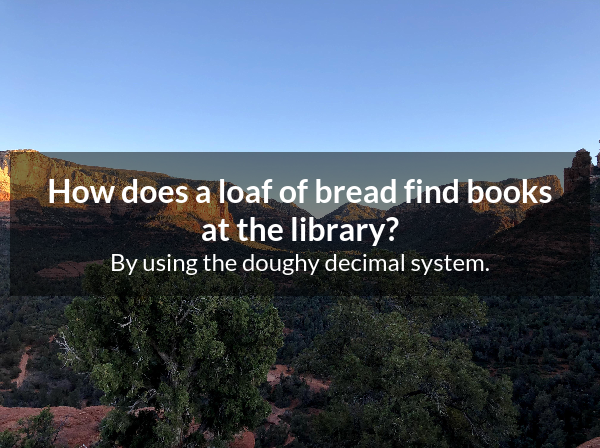 How does a loaf of bread find books
at the library?
By using the doughy decimal system.